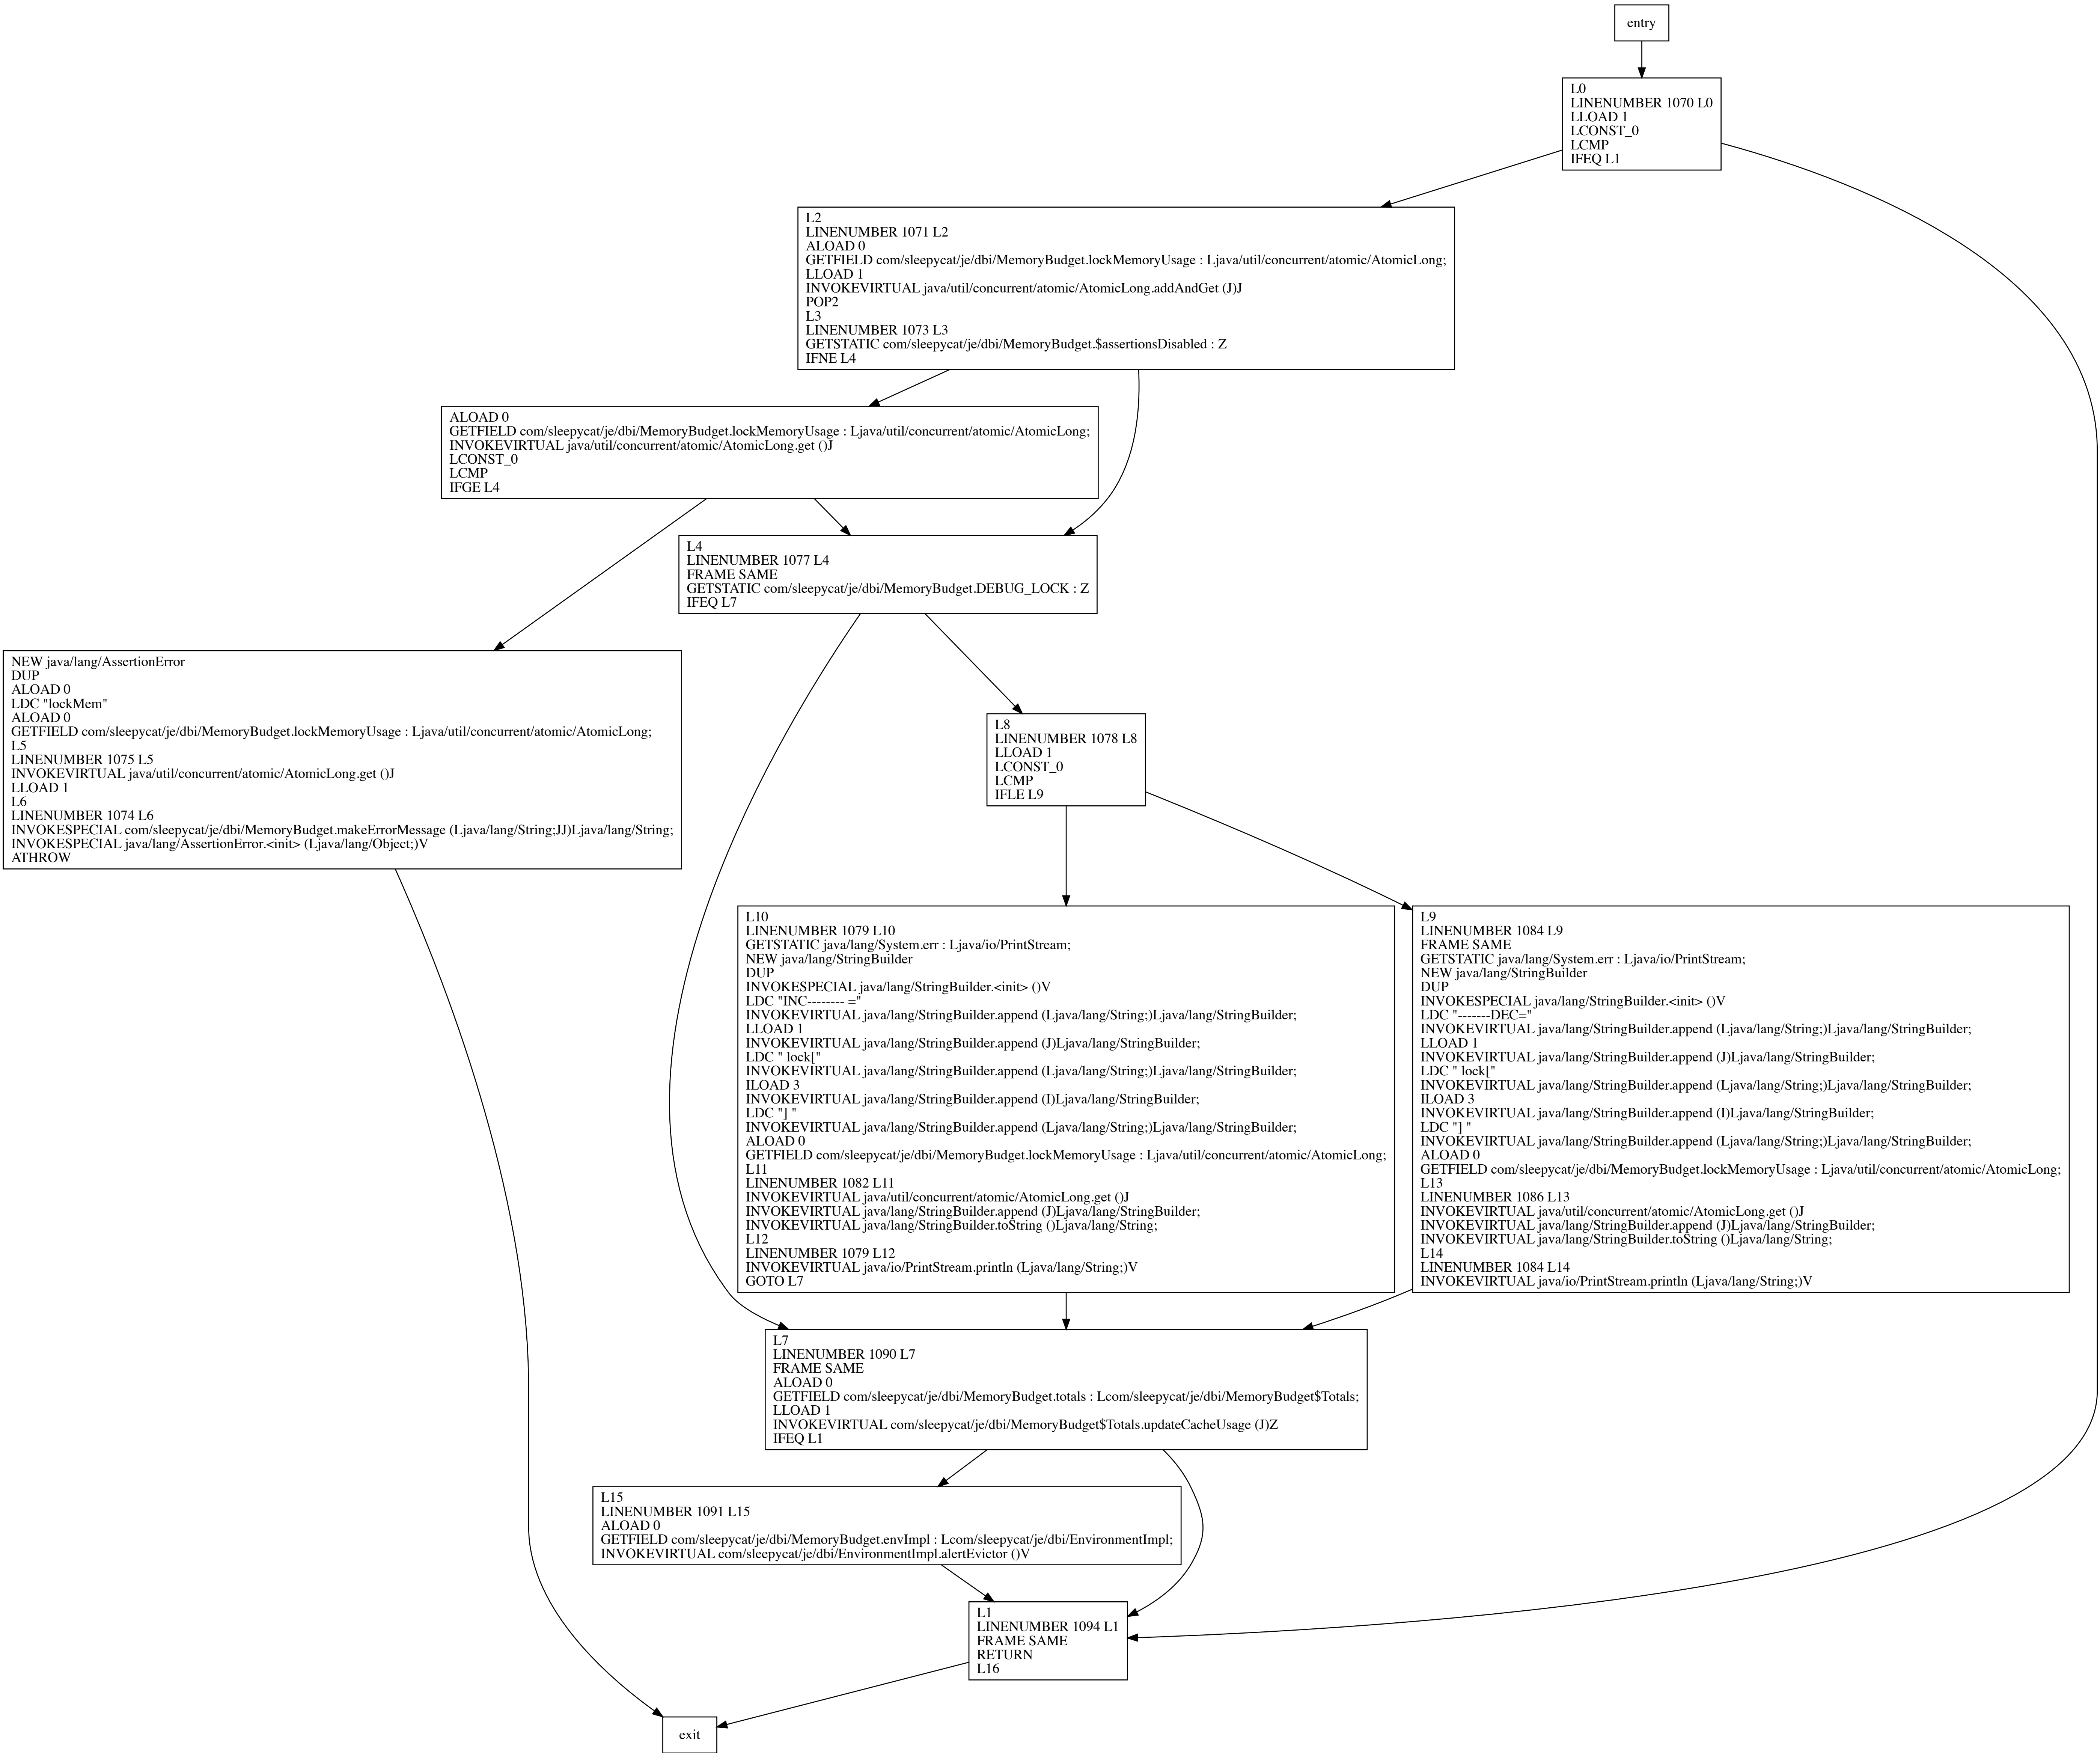 entry
L0
LINENUMBER 1070 L0
LLOAD 1
LCONST_0
LCMP
IFEQ L1
L2
LINENUMBER 1071 L2
ALOAD 0
GETFIELD com/sleepycat/je/dbi/MemoryBudget.lockMemoryUsage : Ljava/util/concurrent/atomic/AtomicLong;
LLOAD 1
INVOKEVIRTUAL java/util/concurrent/atomic/AtomicLong.addAndGet (J)J
POP2
L3
LINENUMBER 1073 L3
GETSTATIC com/sleepycat/je/dbi/MemoryBudget.$assertionsDisabled : Z
IFNE L4
ALOAD 0
GETFIELD com/sleepycat/je/dbi/MemoryBudget.lockMemoryUsage : Ljava/util/concurrent/atomic/AtomicLong;
INVOKEVIRTUAL java/util/concurrent/atomic/AtomicLong.get ()J
LCONST_0
LCMP
IFGE L4
L4
LINENUMBER 1077 L4
FRAME SAME
GETSTATIC com/sleepycat/je/dbi/MemoryBudget.DEBUG_LOCK : Z
IFEQ L7
NEW java/lang/AssertionError
DUP
ALOAD 0
LDC "lockMem"
ALOAD 0
GETFIELD com/sleepycat/je/dbi/MemoryBudget.lockMemoryUsage : Ljava/util/concurrent/atomic/AtomicLong;
L5
LINENUMBER 1075 L5
INVOKEVIRTUAL java/util/concurrent/atomic/AtomicLong.get ()J
LLOAD 1
L6
LINENUMBER 1074 L6
INVOKESPECIAL com/sleepycat/je/dbi/MemoryBudget.makeErrorMessage (Ljava/lang/String;JJ)Ljava/lang/String;
INVOKESPECIAL java/lang/AssertionError.<init> (Ljava/lang/Object;)V
ATHROW
L8
LINENUMBER 1078 L8
LLOAD 1
LCONST_0
LCMP
IFLE L9
L10
LINENUMBER 1079 L10
GETSTATIC java/lang/System.err : Ljava/io/PrintStream;
NEW java/lang/StringBuilder
DUP
INVOKESPECIAL java/lang/StringBuilder.<init> ()V
LDC "INC-------- ="
INVOKEVIRTUAL java/lang/StringBuilder.append (Ljava/lang/String;)Ljava/lang/StringBuilder;
LLOAD 1
INVOKEVIRTUAL java/lang/StringBuilder.append (J)Ljava/lang/StringBuilder;
LDC " lock["
INVOKEVIRTUAL java/lang/StringBuilder.append (Ljava/lang/String;)Ljava/lang/StringBuilder;
ILOAD 3
INVOKEVIRTUAL java/lang/StringBuilder.append (I)Ljava/lang/StringBuilder;
LDC "] "
INVOKEVIRTUAL java/lang/StringBuilder.append (Ljava/lang/String;)Ljava/lang/StringBuilder;
ALOAD 0
GETFIELD com/sleepycat/je/dbi/MemoryBudget.lockMemoryUsage : Ljava/util/concurrent/atomic/AtomicLong;
L11
LINENUMBER 1082 L11
INVOKEVIRTUAL java/util/concurrent/atomic/AtomicLong.get ()J
INVOKEVIRTUAL java/lang/StringBuilder.append (J)Ljava/lang/StringBuilder;
INVOKEVIRTUAL java/lang/StringBuilder.toString ()Ljava/lang/String;
L12
LINENUMBER 1079 L12
INVOKEVIRTUAL java/io/PrintStream.println (Ljava/lang/String;)V
GOTO L7
L9
LINENUMBER 1084 L9
FRAME SAME
GETSTATIC java/lang/System.err : Ljava/io/PrintStream;
NEW java/lang/StringBuilder
DUP
INVOKESPECIAL java/lang/StringBuilder.<init> ()V
LDC "-------DEC="
INVOKEVIRTUAL java/lang/StringBuilder.append (Ljava/lang/String;)Ljava/lang/StringBuilder;
LLOAD 1
INVOKEVIRTUAL java/lang/StringBuilder.append (J)Ljava/lang/StringBuilder;
LDC " lock["
INVOKEVIRTUAL java/lang/StringBuilder.append (Ljava/lang/String;)Ljava/lang/StringBuilder;
ILOAD 3
INVOKEVIRTUAL java/lang/StringBuilder.append (I)Ljava/lang/StringBuilder;
LDC "] "
INVOKEVIRTUAL java/lang/StringBuilder.append (Ljava/lang/String;)Ljava/lang/StringBuilder;
ALOAD 0
GETFIELD com/sleepycat/je/dbi/MemoryBudget.lockMemoryUsage : Ljava/util/concurrent/atomic/AtomicLong;
L13
LINENUMBER 1086 L13
INVOKEVIRTUAL java/util/concurrent/atomic/AtomicLong.get ()J
INVOKEVIRTUAL java/lang/StringBuilder.append (J)Ljava/lang/StringBuilder;
INVOKEVIRTUAL java/lang/StringBuilder.toString ()Ljava/lang/String;
L14
LINENUMBER 1084 L14
INVOKEVIRTUAL java/io/PrintStream.println (Ljava/lang/String;)V
L7
LINENUMBER 1090 L7
FRAME SAME
ALOAD 0
GETFIELD com/sleepycat/je/dbi/MemoryBudget.totals : Lcom/sleepycat/je/dbi/MemoryBudget$Totals;
LLOAD 1
INVOKEVIRTUAL com/sleepycat/je/dbi/MemoryBudget$Totals.updateCacheUsage (J)Z
IFEQ L1
L15
LINENUMBER 1091 L15
ALOAD 0
GETFIELD com/sleepycat/je/dbi/MemoryBudget.envImpl : Lcom/sleepycat/je/dbi/EnvironmentImpl;
INVOKEVIRTUAL com/sleepycat/je/dbi/EnvironmentImpl.alertEvictor ()V
L1
LINENUMBER 1094 L1
FRAME SAME
RETURN
L16
exit